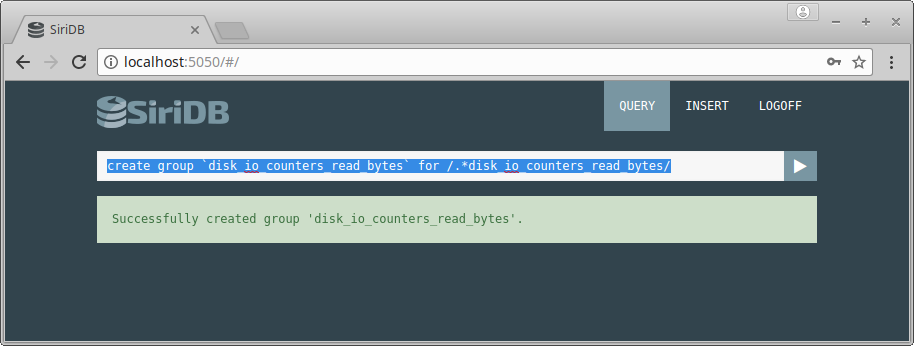 SiriDB
localhost:5050/#/
SiriDB
QUERY INSERT LOGOFF
create group `disk_io_counters_read_bytes` for /.*disk_io_counters_read_bytes/
Successfully created group 'disk_io_counters_read_bytes'.